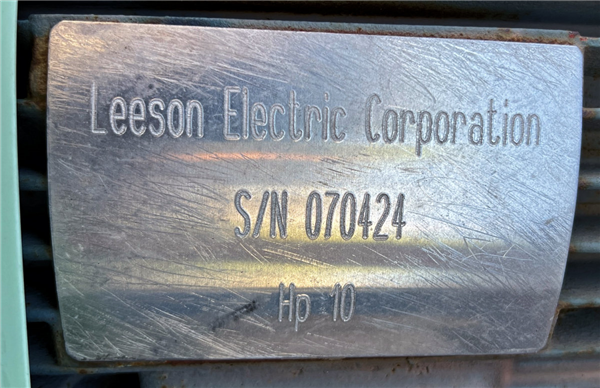 Leeson Electric Corporation
S/N 070424
Hp 10